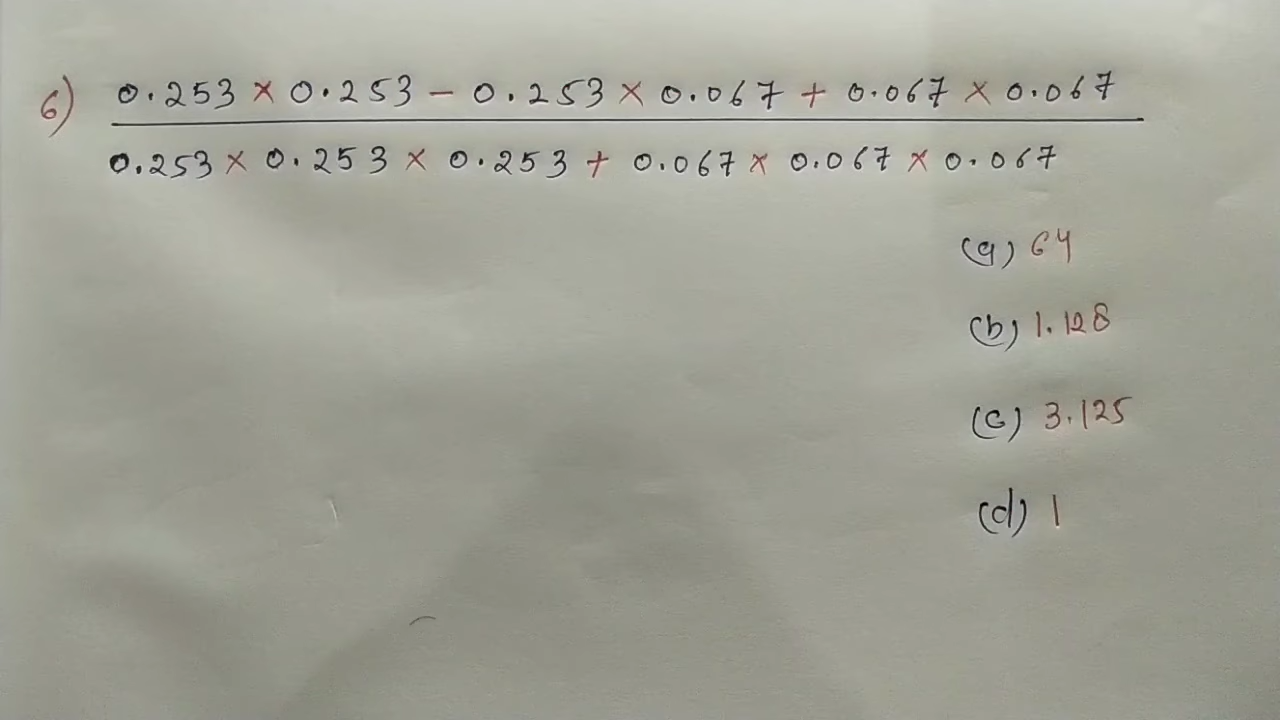 6) 0.253 × 0.253 − 0.253 × 0.067 + 0.067 × 0.067
0.253 × 0.253 × 0.253 + 0.067 × 0.067 × 0.067
(a) 64
(b) 1.128
(c) 3.125
(d) 1